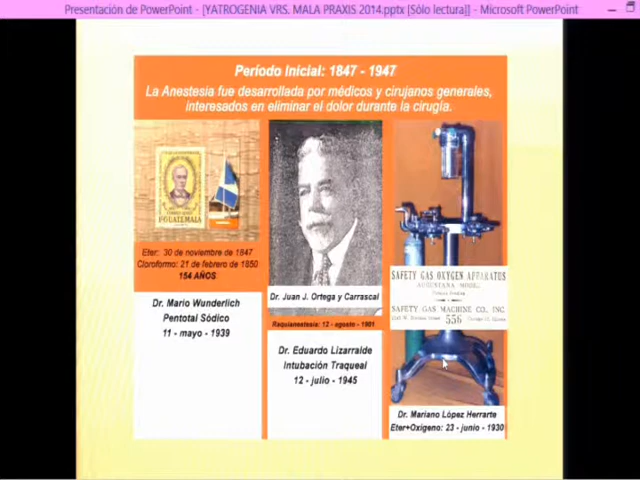 Presentación de PowerPoint - [YATROGENIA VRS. MALA PRAXIS 2014.pptx [Sólo lectura]] - Microsoft PowerPoint
Período Inicial: 1847 - 1947
La Anestesia fue desarrollada por médicos y cirujanos generales,
interesados en eliminar el dolor durante la cirugía.
GUATEMALA
Eter: 30 de noviembre de 1847
Cloroformo: 21 de febrero de 1850
154 AÑOS
Dr. Mario Wunderlich
Pentotal Sódico
11 - mayo - 1939
Dr. Juan J. Ortega y Carrascal
Raquianestesia: 12 - agosto - 1901
Dr. Eduardo Lizarralde
Intubación Traqueal
12 - julio - 1945
SAFETY GAS OXYGEN APPARATUS
MODEL
SAFETY GAS MACHINE CO., INC.
556
Dr. Mariano López Herrarte
Eter+Oxígeno: 23 - junio - 1930